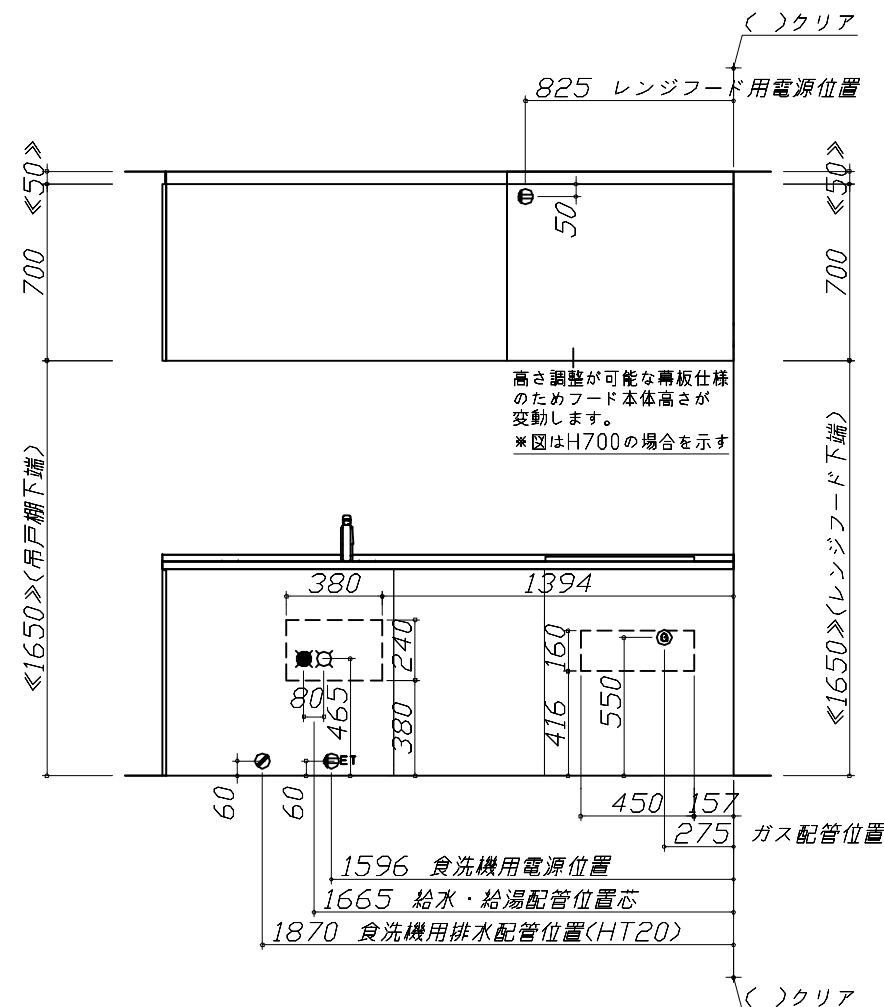 ( )クリア
825 レンジフード用電源位置
≪50≫
≪50≫
50
700
700
高さ調整が可能な幕板仕様
のためフード本体高さが
変動します。
※図はH700の場合を示す
≪1650≫(吊戸棚下端)
≪1650≫(レンジフード下端)
380
1394
240
160
G
80
465
380
416
550
ET
60
60
450
157
275 ガス配管位置
1596 食洗機用電源位置
1665 給水・給湯配管位置芯
1870 食洗機用排水配管位置(HT20)
( )クリア